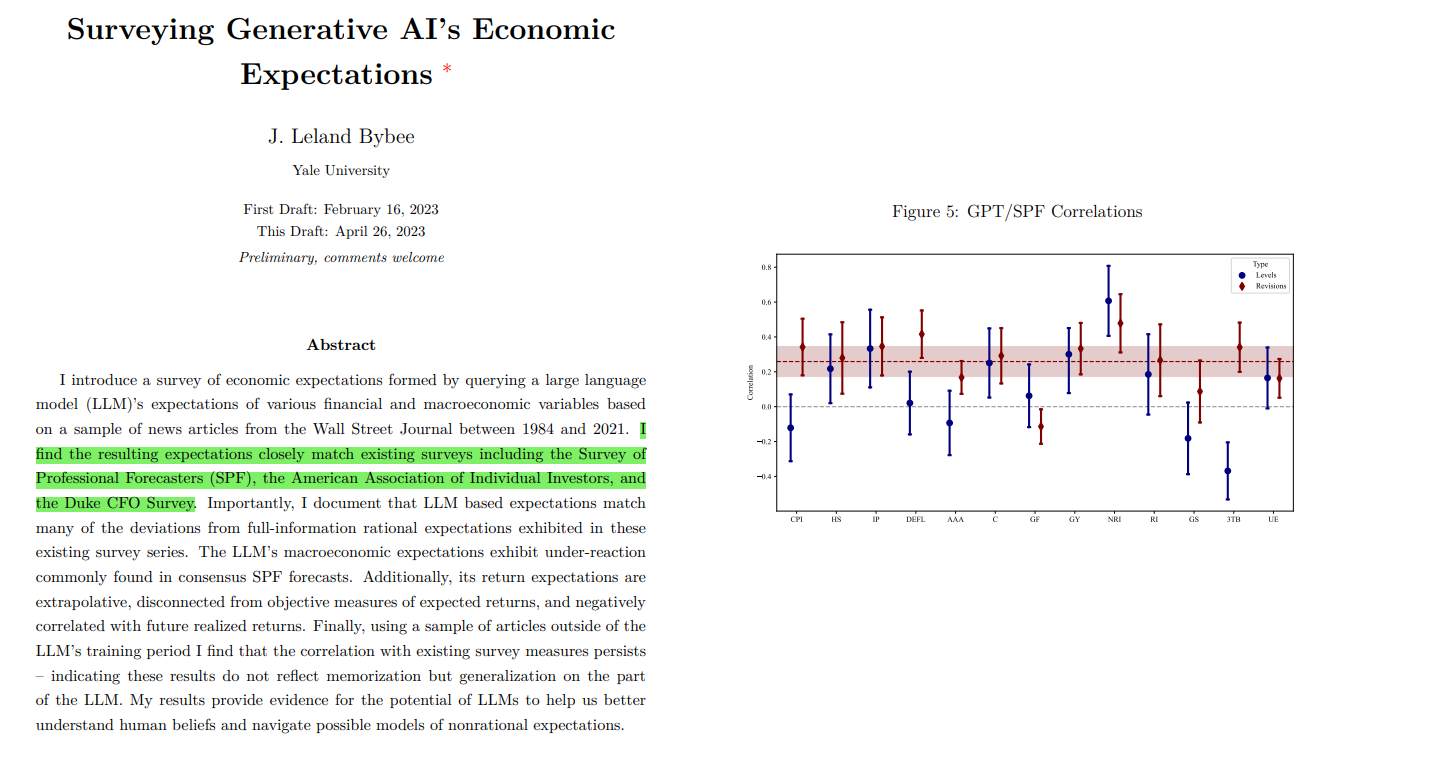 Surveying Generative AI's Economic
Expectations *
J. Leland Bybee
Yale University
First Draft: February 16, 2023
This Draft: April 26, 2023
Preliminary, comments welcome
Abstract
I introduce a survey of economic expectations formed by querying a large language
model (LLM)'s expectations of various financial and macroeconomic variables based
on a sample of news articles from the Wall Street Journal between 1984 and 2021. I
find the resulting expectations closely match existing surveys including the Survey of
Professional Forecasters (SPF), the American Association of Individual Investors, and
the Duke CFO Survey. Importantly, I document that LLM based expectations match
many of the deviations from full-information rational expectations exhibited in these
existing survey series. The LLM's macroeconomic expectations exhibit under-reaction
commonly found in consensus SPF forecasts. Additionally, its return expectations are
extrapolative, disconnected from objective measures of expected returns, and negatively
correlated with future realized returns. Finally, using a sample of articles outside of the
LLM's training period I find that the correlation with existing survey measures persists
– indicating these results do not reflect memorization but generalization on the part
of the LLM. My results provide evidence for the potential of LLMs to help us better
understand human beliefs and navigate possible models of nonrational expectations.
Figure 5: GPT/SPF Correlations
Type
Levels
Revisions
Correlation
0.8
0.6
0.4
0.2
0.0
−0.2
−0.4
CPI HS IP DEFL AAA C GF GY NRI RI GS 3TB UE